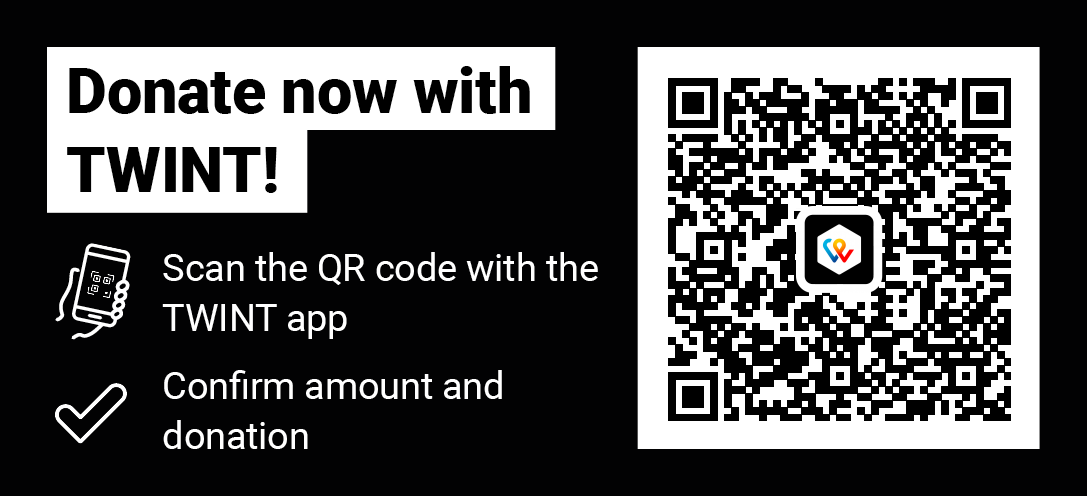 Donate now with
TWINT!
Scan the QR code with the
TWINT app
Confirm amount and
donation